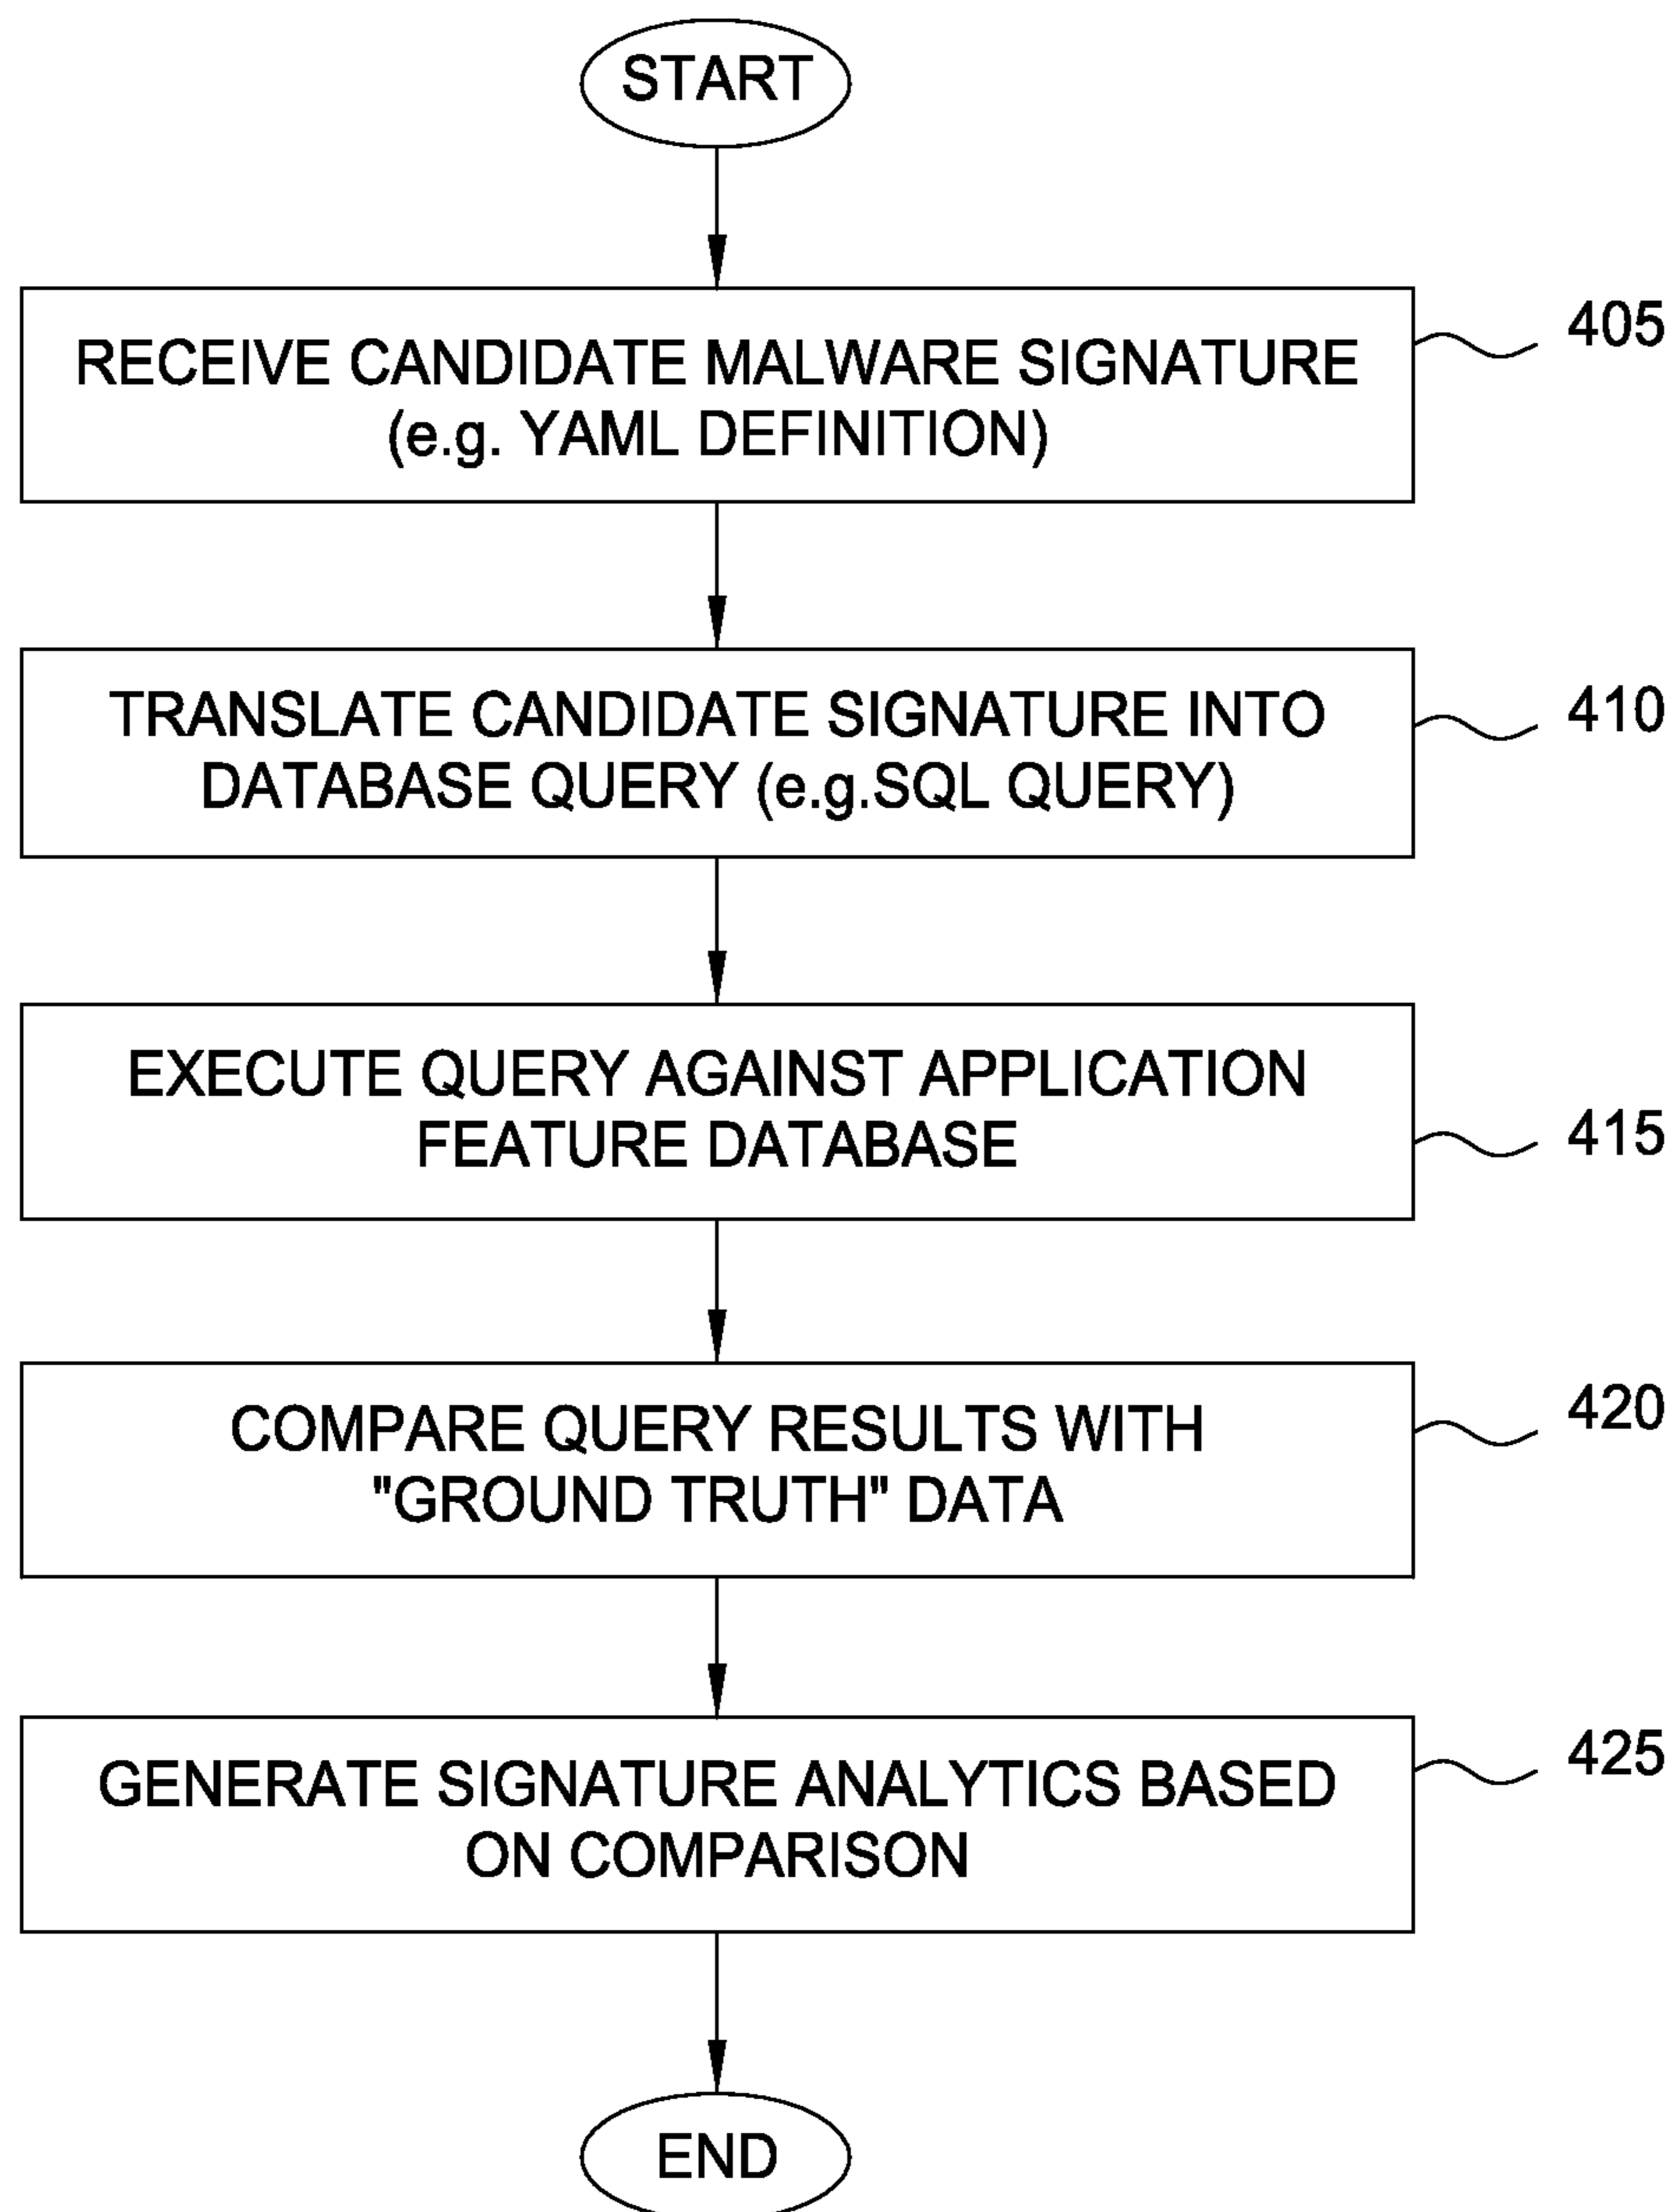 START
RECEIVE CANDIDATE MALWARE SIGNATURE
(e.g. YAML DEFINITION)
405
TRANSLATE CANDIDATE SIGNATURE INTO
DATABASE QUERY (e.g.SQL QUERY)
410
EXECUTE QUERY AGAINST APPLICATION
FEATURE DATABASE
415
COMPARE QUERY RESULTS WITH
"GROUND TRUTH" DATA
420
GENERATE SIGNATURE ANALYTICS BASED
ON COMPARISON
425
END